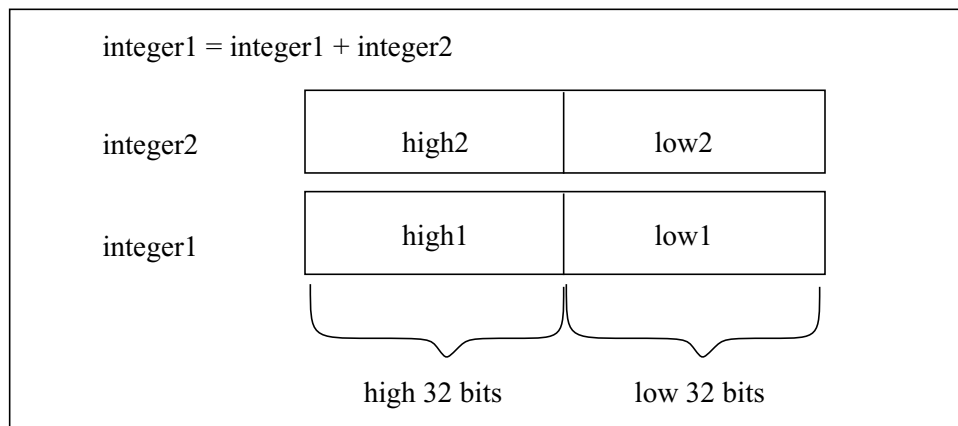 integer1 = integer1 + integer2
integer2 high2 low2
integer1 high1 low1
high 32 bits low 32 bits